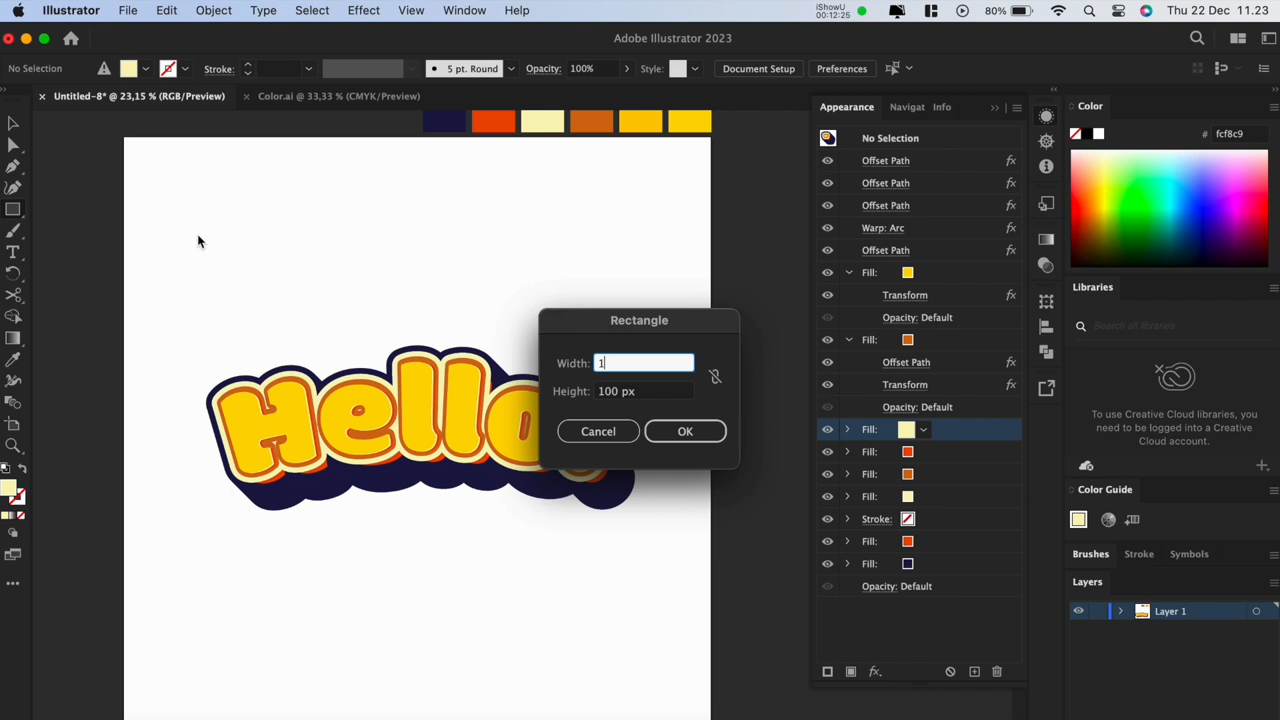 Illustrator File Edit Object Type Select Effect View Window Help
iShowU
00:12:25
80%
Thu 22 Dec 11.23
Adobe Illustrator 2023
No Selection
Stroke:
5 pt. Round
Opacity: 100%
Style:
Document Setup
Preferences
Untitled-8* @ 23,15 % (RGB/Preview)
Color.ai @ 33,33 % (CMYK/Preview)
Appearance Navigat Info
No Selection
Offset Path
Offset Path
Offset Path
Warp: Arc
Offset Path
Fill:
Transform
Opacity: Default
Fill:
Offset Path
Transform
Opacity: Default
Fill:
Fill:
Fill:
Fill:
Stroke:
Fill:
Fill:
Opacity: Default
Color
# fcf8c9
Libraries
Search all libraries
To use Creative Cloud libraries, you
need to be logged into a Creative
Cloud account.
Color Guide
Brushes Stroke Symbols
Layers
Layer 1
Rectangle
Width: 1
Height: 100 px
Cancel
OK
Hello